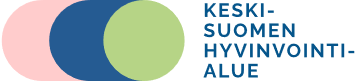 KESKI-
SUOMEN
HYVINVOINTI-
ALUE